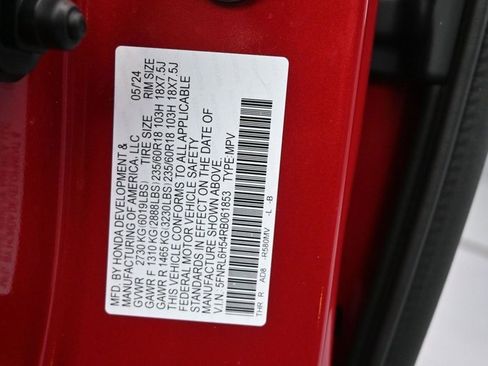 MFD. BY HONDA DEVELOPMENT & 05/24
MANUFACTURING OF AMERICA, LLC
TIRE SIZE RIM SIZE
GVWR 2730 KG(6019LBS)
GAWR F 1310 KG(2888LBS)235/60R18 103H 18X7.5J
GAWR R 1465 KG(3230LBS)235/60R18 103H 18X7.5J
THIS VEHICLE CONFORMS TO ALL APPLICABLE
FEDERAL MOTOR VEHICLE SAFETY
STANDARDS IN EFFECT ON THE DATE OF
MANUFACTURE SHOWN ABOVE.
V.I.N. 5FNRL6H54RB061853 TYPE:MPV
THR R AD8 -R580MV -L -B